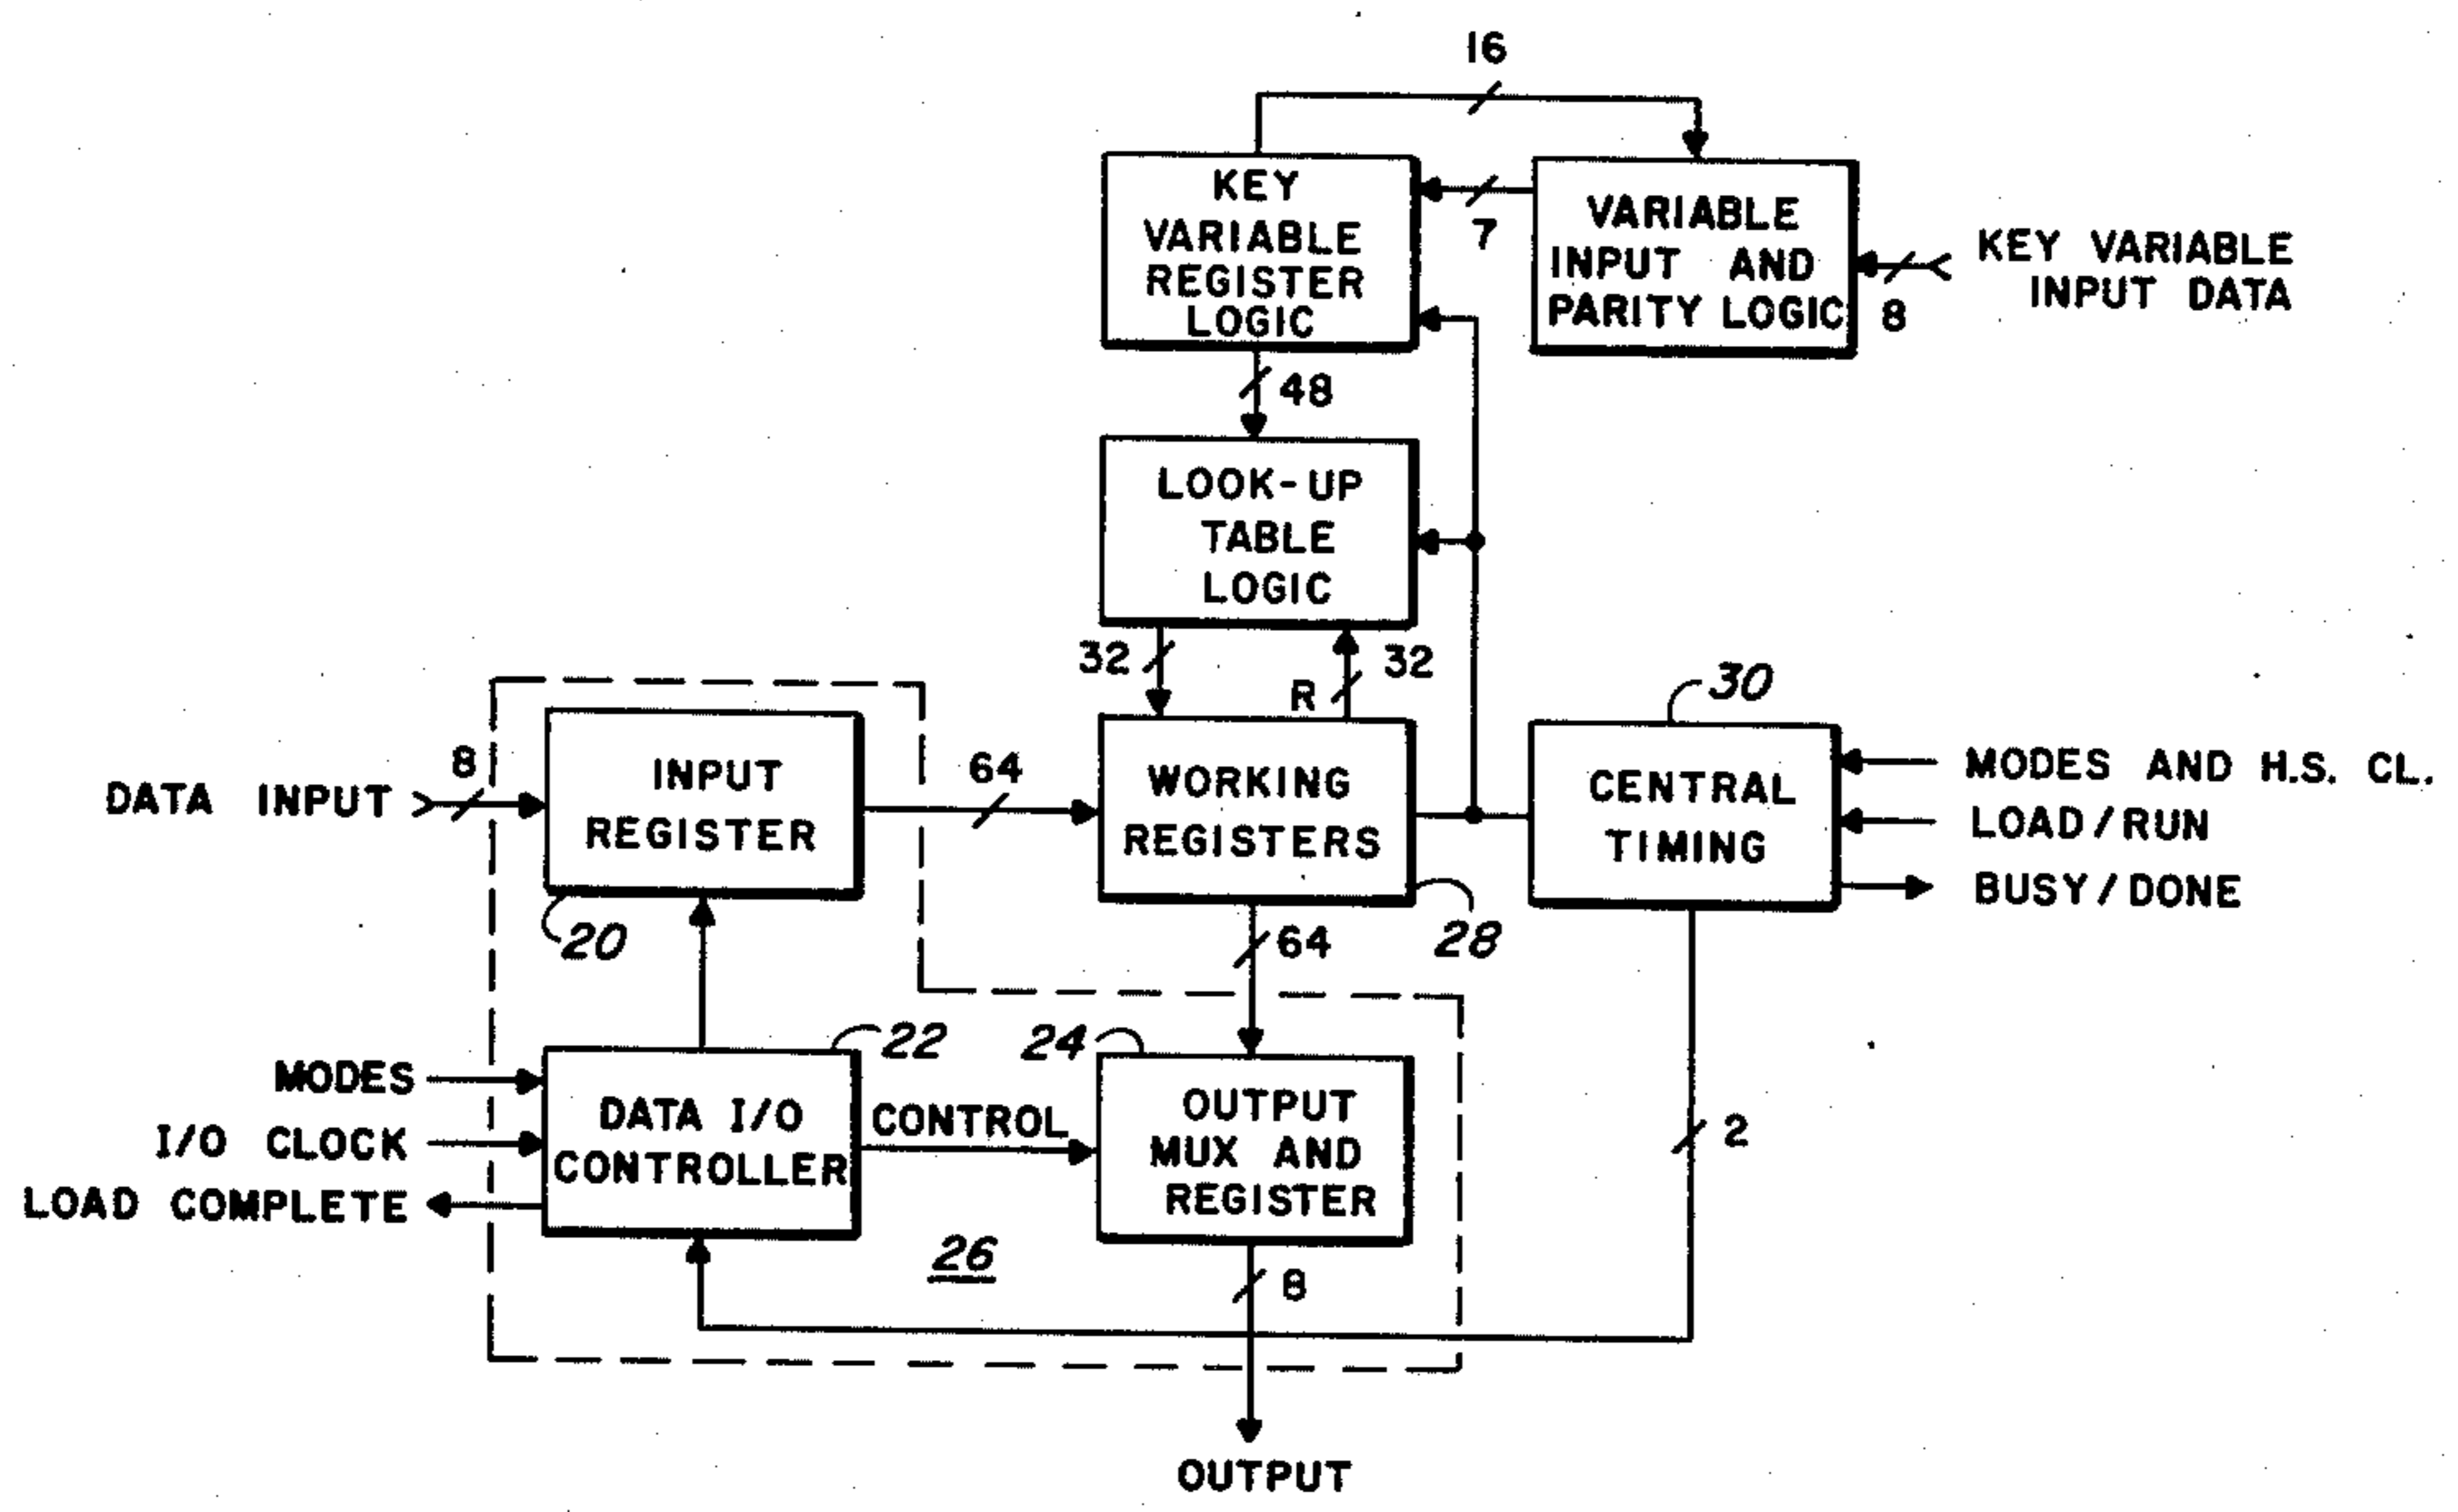 16
KEY
VARIABLE
REGISTER
LOGIC
7
VARIABLE
INPUT AND
PARITY LOGIC
8
KEY VARIABLE
INPUT DATA
48
LOOK-UP
TABLE
LOGIC
32
R
32
30
DATA INPUT
8
INPUT
REGISTER
20
64
WORKING
REGISTERS
28
CENTRAL
TIMING
MODES AND H.S. CL.
LOAD/RUN
BUSY/DONE
64
22
24
MODES
I/O CLOCK
LOAD COMPLETE
DATA I/O
CONTROLLER
CONTROL
OUTPUT
MUX AND
REGISTER
2
26
8
OUTPUT